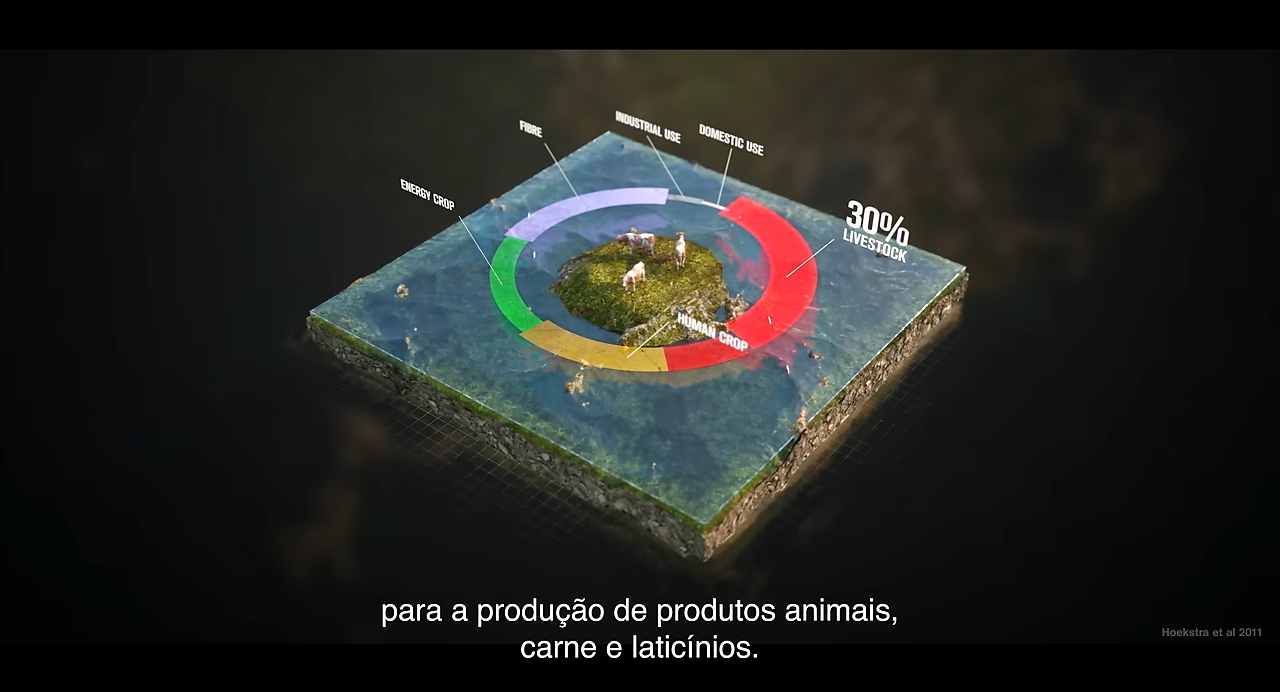 INDUSTRIAL USE
DOMESTIC USE
FIBRE
ENERGY CROP
30%
LIVESTOCK
HUMAN CROP
para a produção de produtos animais,
carne e laticínios.
Hoekstra et al 2011